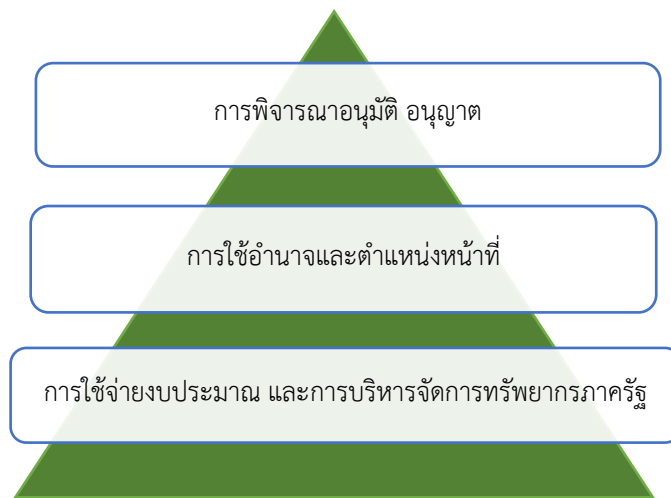 การพิจารณาอนุมัติ อนุญาต
การใช้อำนาจและตำแหน่งหน้าที่
การใช้จ่ายงบประมาณ และการบริหารจัดการทรัพยากรภาครัฐ